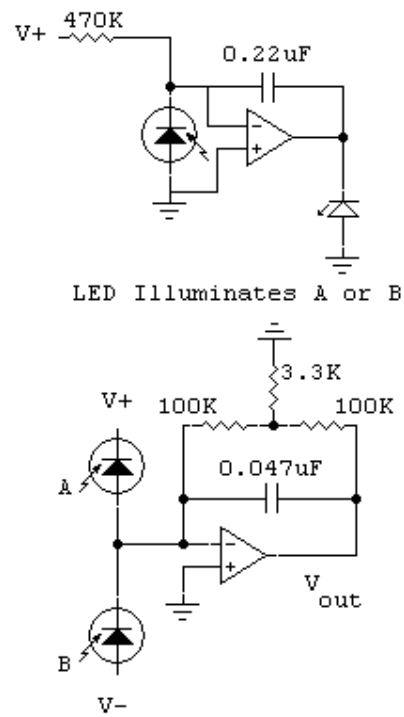 470K
V+
0.22uF
-
+
LED Illuminates A or B
3.3K
V+
100K
100K
A
0.047uF
-
+
V
out
B
V-